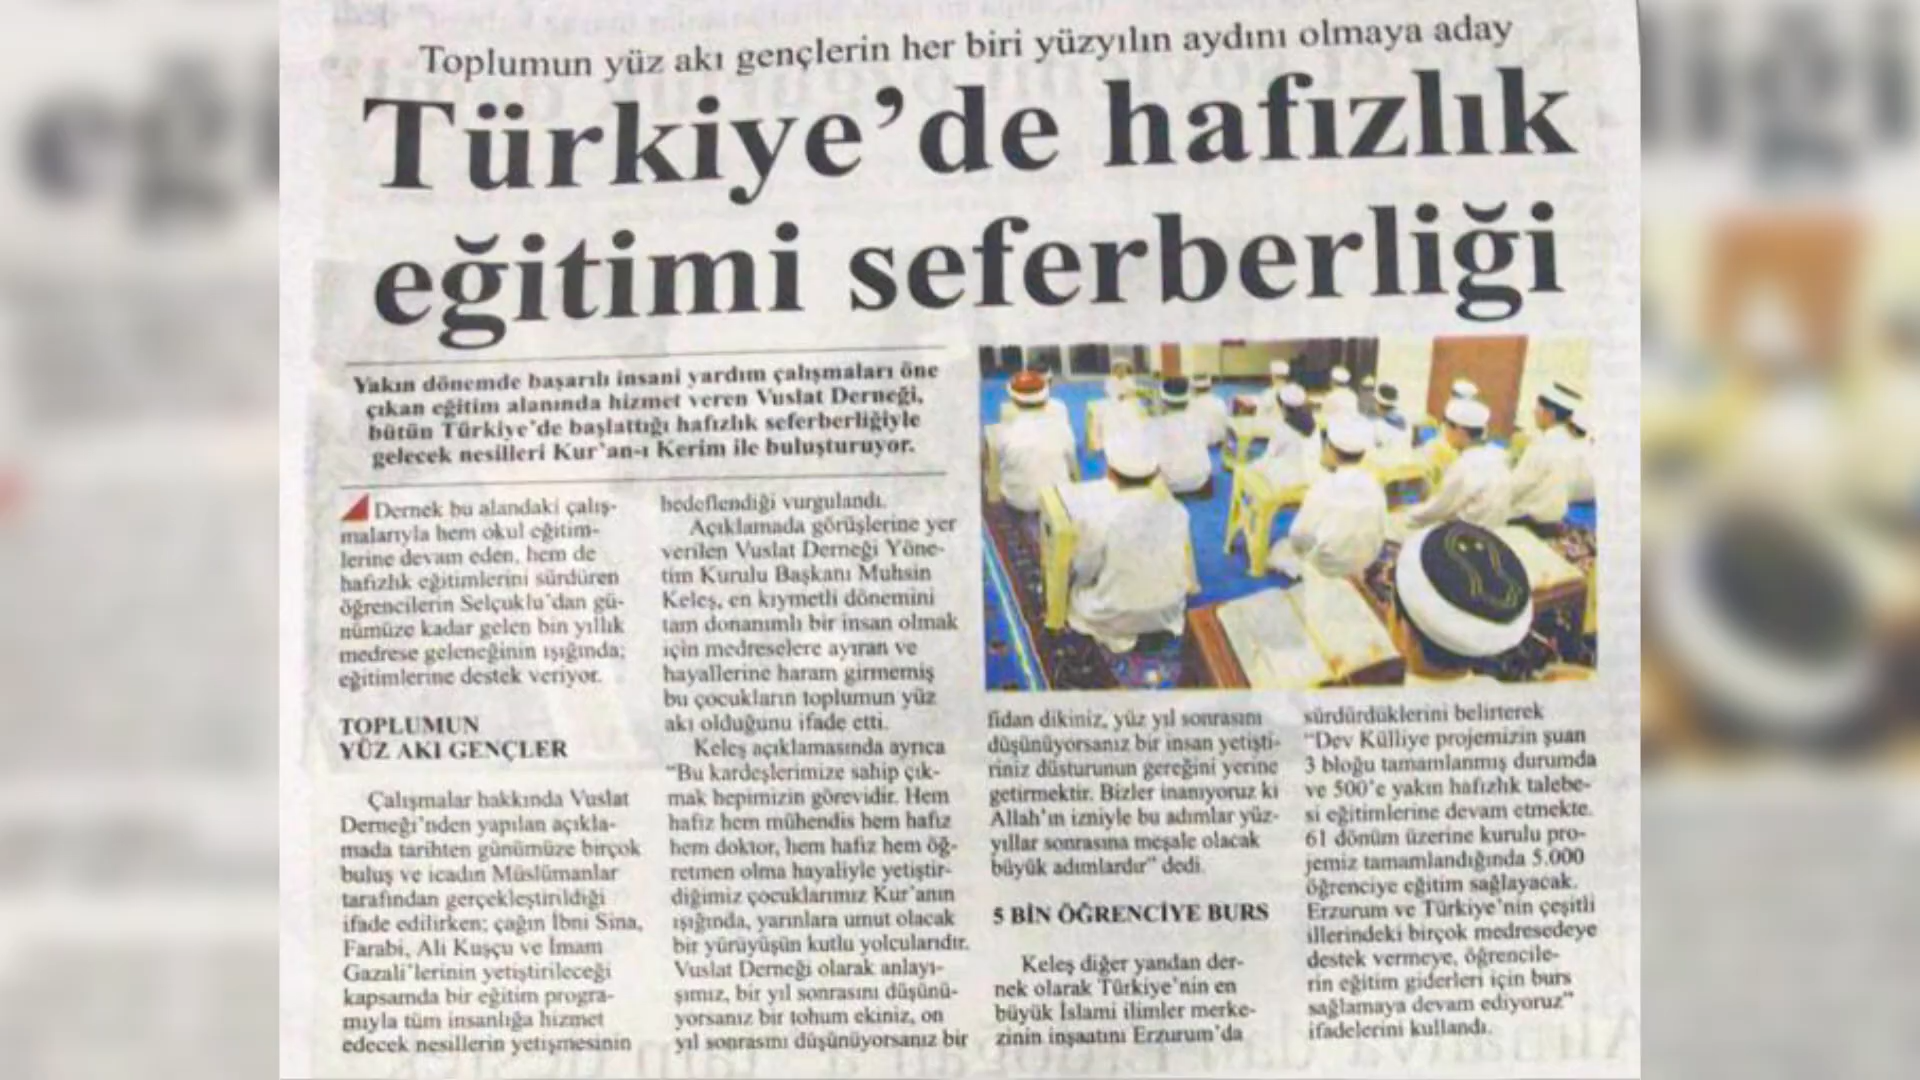 Toplumun yüz akı gençlerin her biri yüzyılın aydını olmaya aday
Türkiye’de hafızlık
eğitimi seferberliği
Yakın dönemde başarılı insani yardım çalışmaları öne
çıkan eğitim alanında hizmet veren Vuslat Derneği,
bütün Türkiye’de başlattığı hafızlık seferberliğiyle
gelecek nesilleri Kur’an-ı Kerim ile buluşturuyor.
Dernek bu alandaki çalış-
malarıyla hem okul eğitim-
lerine devam eden, hem de
hafızlık eğitimlerini sürdüren
öğrencilerin Selçuklu’dan gü-
nümüze kadar gelen bin yıllık
medrese geleneğinin ışığında;
eğitimlerine destek veriyor.
TOPLUMUN
YÜZ AKI GENÇLER
Çalışmalar hakkında Vuslat
Derneği’nden yapılan açıkla-
mada tarihten günümüze birçok
buluş ve icadın Müslümanlar
tarafından gerçekleştirildiği
ifade edilirken; çağın İbni Sina,
Farabi, Ali Kuşçu ve İmam
Gazali’lerinin yetiştirileceği
kapsamda bir eğitim progra-
mıyla tüm insanlığa hizmet
edecek nesillerin yetişmesinin
hedeflendiği vurgulandı.
Açıklamada görüşlerine yer
verilen Vuslat Derneği Yöne-
tim Kurulu Başkanı Muhsin
Keleş, en kıymetli dönemini
tam donanımlı bir insan olmak
için medreselere ayıran ve
hayallerine haram girmemiş
bu çocukların toplumun yüz
akı olduğunu ifade etti.
Keleş açıklamasında ayrıca
“Bu kardeşlerimize sahip çık-
mak hepimizin görevidir. Hem
hafız hem mühendis hem hafız
hem doktor, hem hafız hem öğ-
retmen olma hayaliyle yetiştir-
diğimiz çocuklarımız Kur’anın
ışığında, yarınlara umut olacak
bir yürüyüşün kutlu yolcularıdır.
Vuslat Derneği olarak anlayı-
şımız, bir yıl sonrasını düşünü-
yorsanız bir tohum ekiniz, on
yıl sonrasını düşünüyorsanız bir
fidan dikiniz, yüz yıl sonrasını
düşünüyorsanız bir insan yetişti-
riniz düsturunun gereğini yerine
getirmektir. Bizler inanıyoruz ki
Allah’ın izniyle bu adımlar yüz-
yıllar sonrasına meşale olacak
büyük adımlardır” dedi.
5 BİN ÖĞRENCİYE BURS
Keleş diğer yandan der-
nek olarak Türkiye’nin en
büyük İslami ilimler merke-
zinin inşaatını Erzurum’da
sürdürdüklerini belirterek
“Dev Külliye projemizin şuan
3 bloğu tamamlanmış durumda
ve 500’e yakın hafızlık talebe-
si eğitimlerine devam etmekte.
61 dönüm üzerine kurulu pro-
jemiz tamamlandığında 5.000
öğrenciye eğitim sağlayacak.
Erzurum ve Türkiye’nin çeşitli
illerindeki birçok medresedeye
destek vermeye, öğrencile-
rin eğitim giderleri için burs
sağlamaya devam ediyoruz”
ifadelerini kullandı.